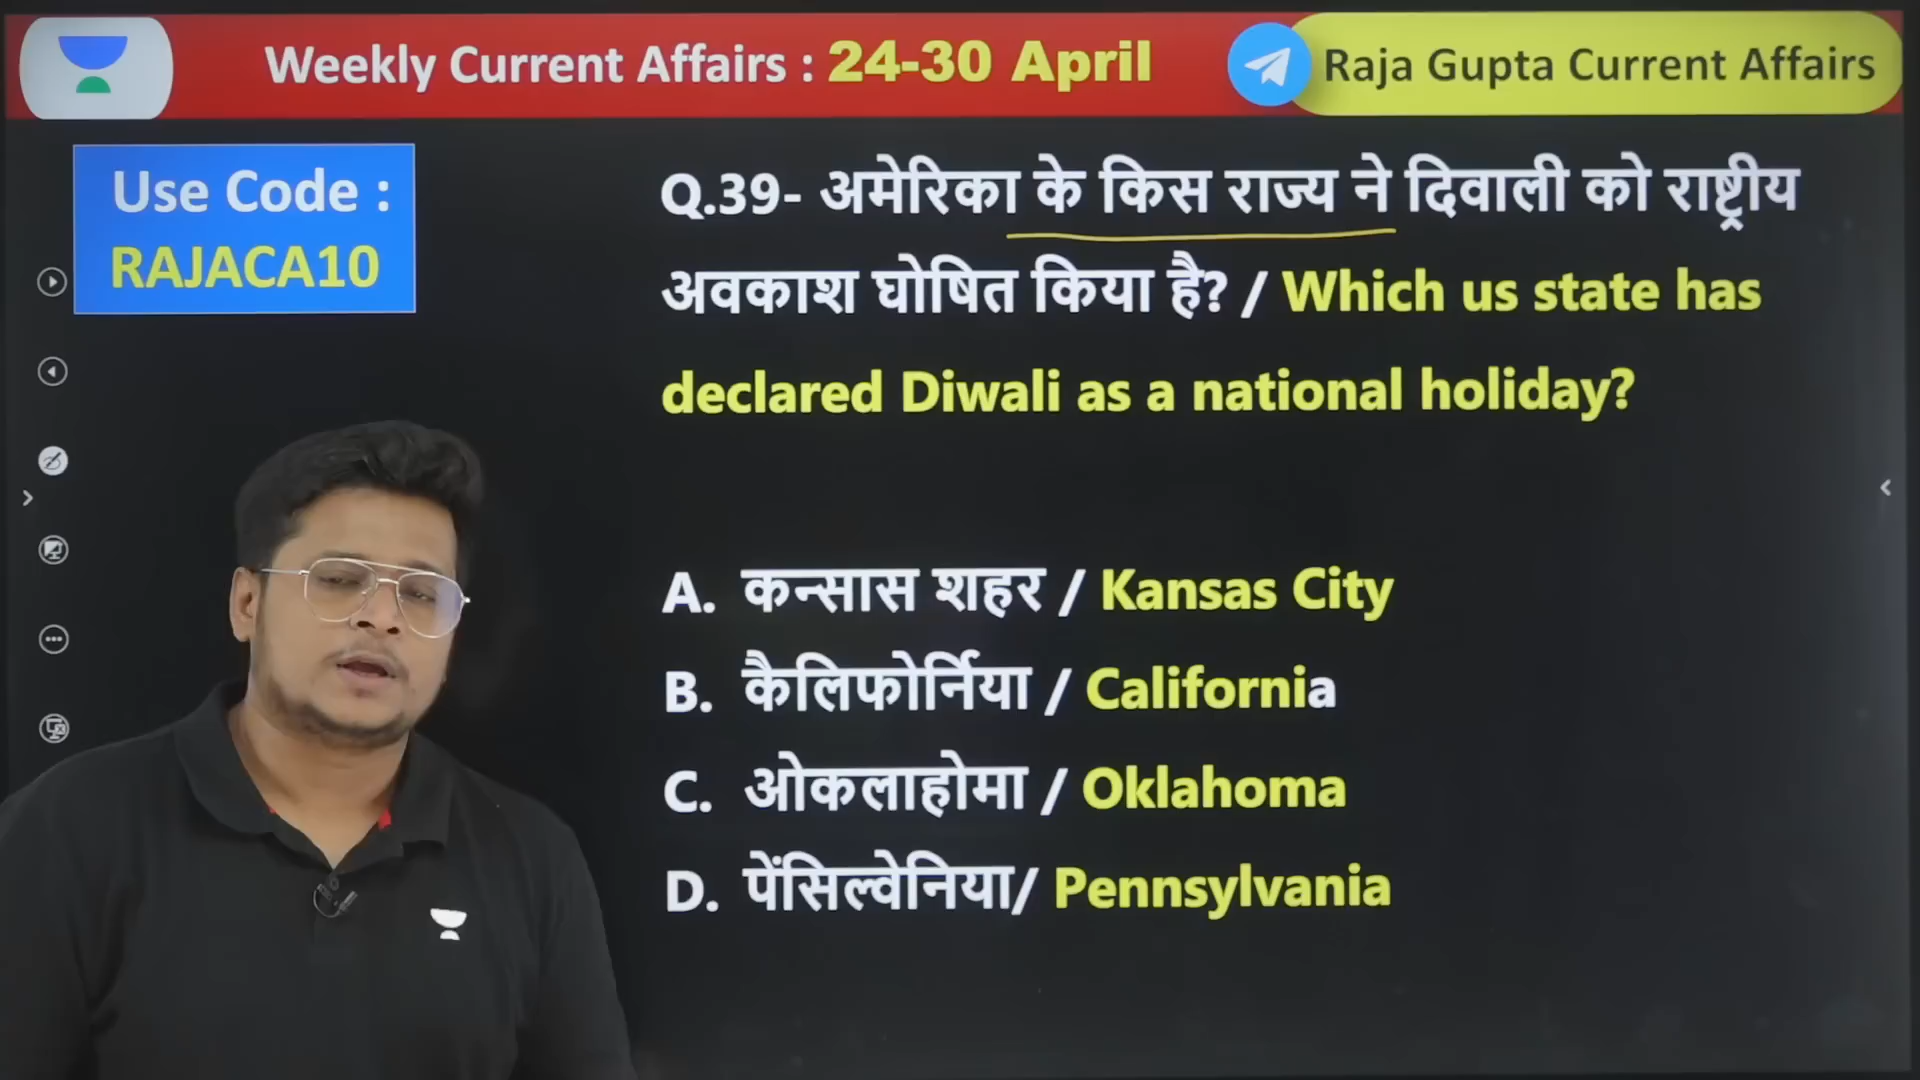 Weekly Current Affairs : 24-30 April
Raja Gupta Current Affairs
Use Code :
RAJACA10
Q.39- अमेरिका के किस राज्य ने दिवाली को राष्ट्रीय
अवकाश घोषित किया है? / Which us state has
declared Diwali as a national holiday?
A. कन्सास शहर / Kansas City
B. कैलिफोर्निया / California
C. ओकलाहोमा / Oklahoma
D. पेंसिल्वेनिया/ Pennsylvania